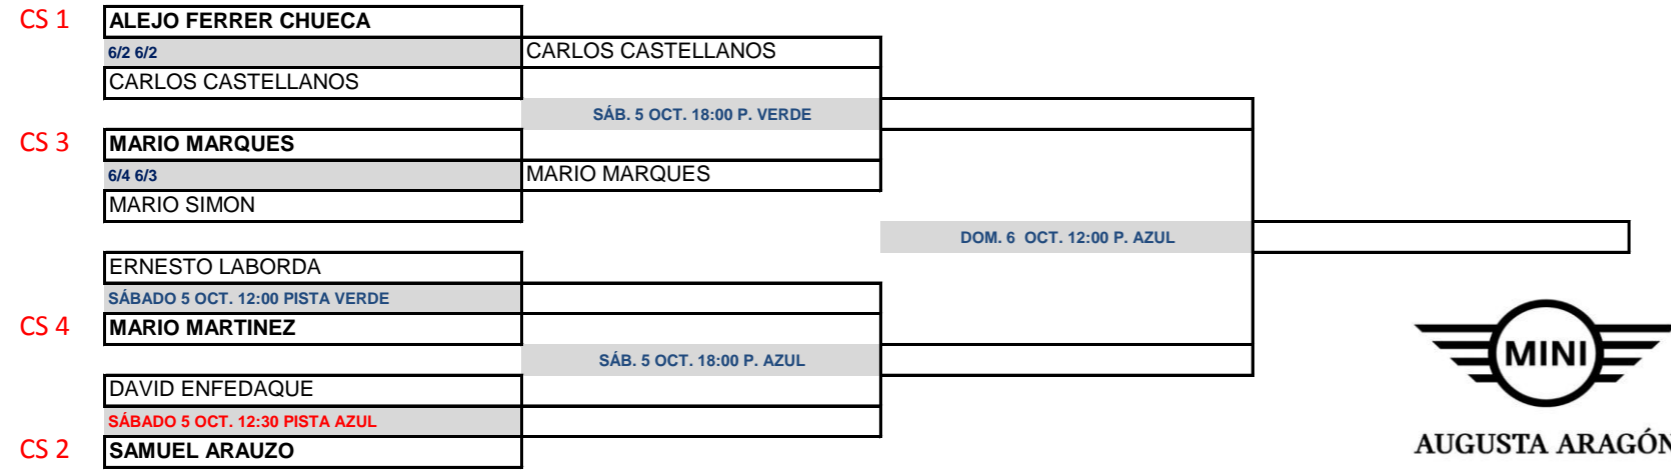 CS 1 ALEJO FERRER CHUECA
6/2 6/2 CARLOS CASTELLANOS
CARLOS CASTELLANOS
SÁB. 5 OCT. 18:00 P. VERDE
CS 3 MARIO MARQUES
6/4 6/3 MARIO MARQUES
MARIO SIMON
DOM. 6 OCT. 12:00 P. AZUL
ERNESTO LABORDA
SÁBADO 5 OCT. 12:00 PISTA VERDE
CS 4 MARIO MARTINEZ
SÁB. 5 OCT. 18:00 P. AZUL
DAVID ENFEDAQUE
SÁBADO 5 OCT. 12:30 PISTA AZUL
CS 2 SAMUEL ARAUZO
MINI
AUGUSTA ARAGÓN